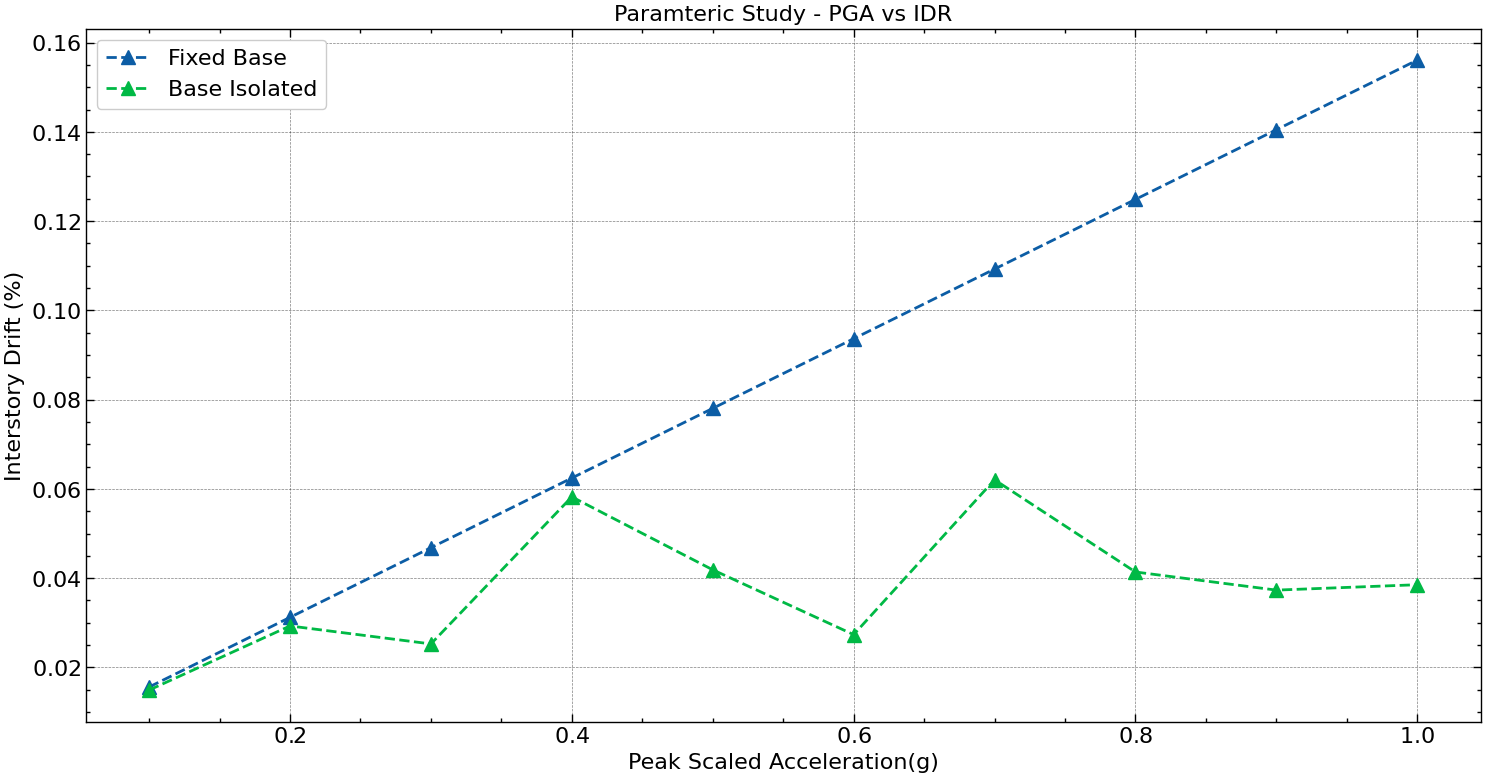 Paramteric Study - PGA vs IDR
Fixed Base
Base Isolated
Interstory Drift (%)
0.16
0.14
0.12
0.10
0.08
0.06
0.04
0.02
0.2 0.4 0.6 0.8 1.0
Peak Scaled Acceleration(g)